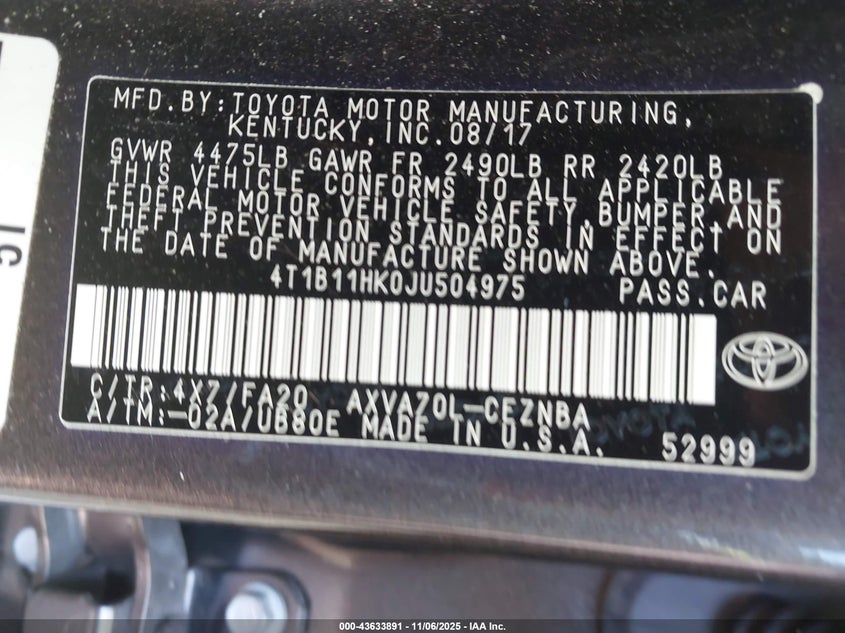 MFD.BY:TOYOTA MOTOR MANUFACTURING,
KENTUCKY,INC.08/17
GVWR 4475LB GAWR FR 2490LB RR 2420LB
THIS VEHICLE CONFORMS TO ALL APPLICABLE
FEDERAL MOTOR VEHICLE SAFETY,BUMPER,AND
THEFT PREVENTION STANDARDS IN EFFECT ON
THE DATE OF MANUFACTURE SHOWN ABOVE.
4T1B11HK0JU504975 PASS.CAR
C/TR:4X7/FA20 AXVA70L-CEZNBA
A/TM:-02A/UB80E MADE IN U.S.A. 52999
000-43633891 - 11/06/2025 - IAA Inc.